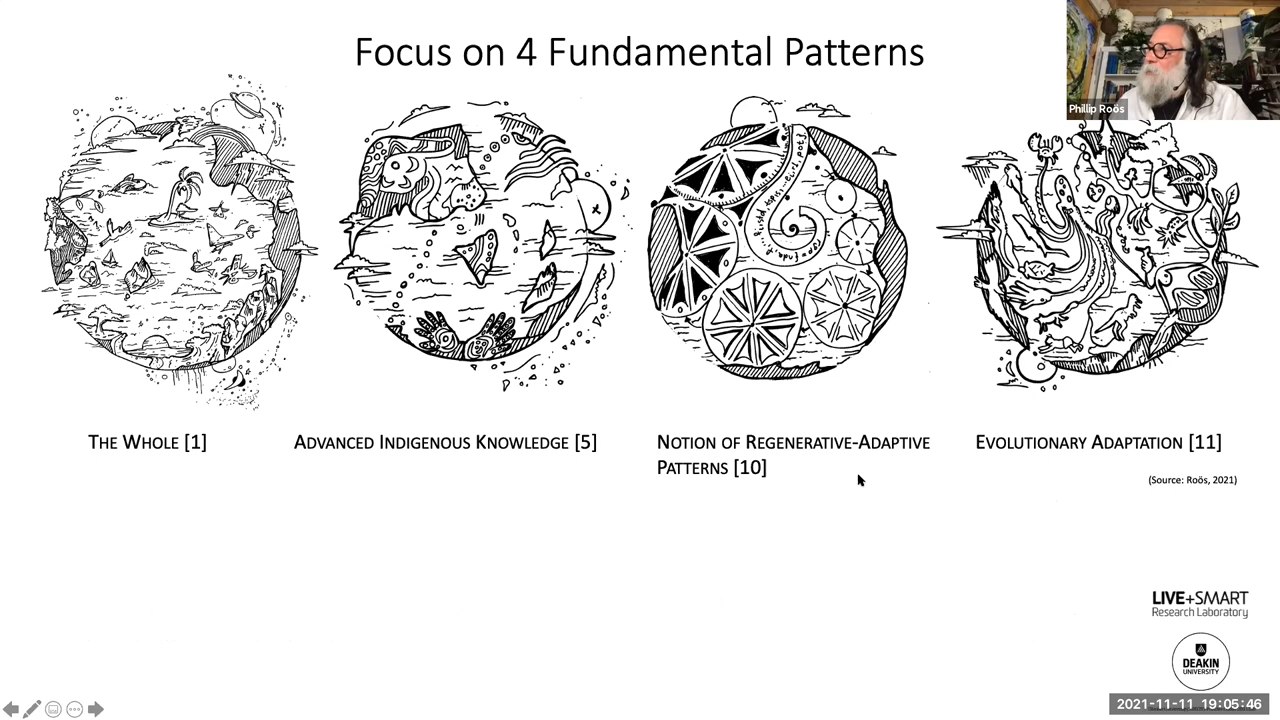 Focus on 4 Fundamental Patterns
Phillip Roös
THE WHOLE [1]
ADVANCED INDIGENOUS KNOWLEDGE [5]
NOTION OF REGENERATIVE-ADAPTIVE
PATTERNS [10]
EVOLUTIONARY ADAPTATION [11]
(Source: Roös, 2021)
LIVE+SMART
Research Laboratory
DEAKIN
UNIVERSITY
2021-11-11 19:05:46